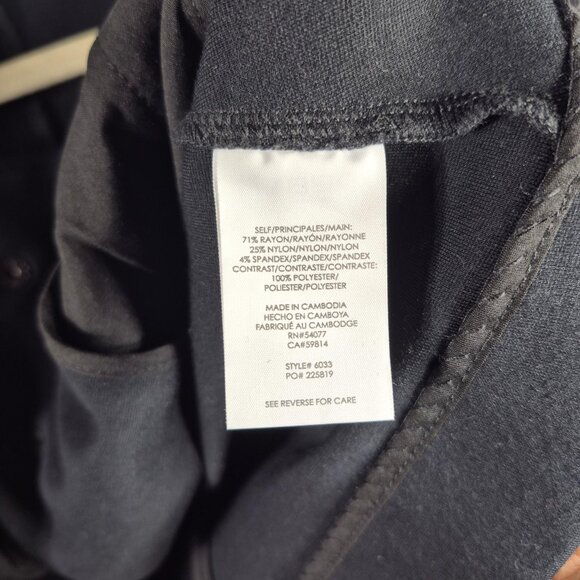 SELF/PRINCIPALES/MAIN:
71% RAYON/RAYÓN/RAYONNE
25% NYLON/NYLON/NYLON
4% SPANDEX/SPANDEX/SPANDEX
CONTRAST/CONTRASTE/CONTRASTE:
100% POLYESTER/
POLIESTER/POLYESTER
MADE IN CAMBODIA
HECHO EN CAMBOYA
FABRIQUÉ AU CAMBODGE
RN#54077
CA#59814
STYLE# 6033
PO# 225819
SEE REVERSE FOR CARE